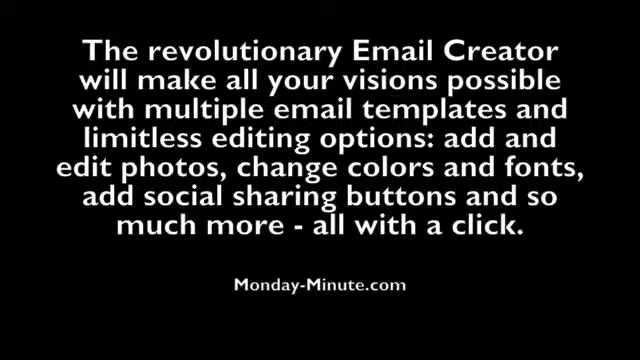 The revolutionary Email Creator
will make all your visions possible
with multiple email templates and
limitless editing options: add and
edit photos, change colors and fonts,
add social sharing buttons and so
much more - all with a click.
Monday-Minute.com